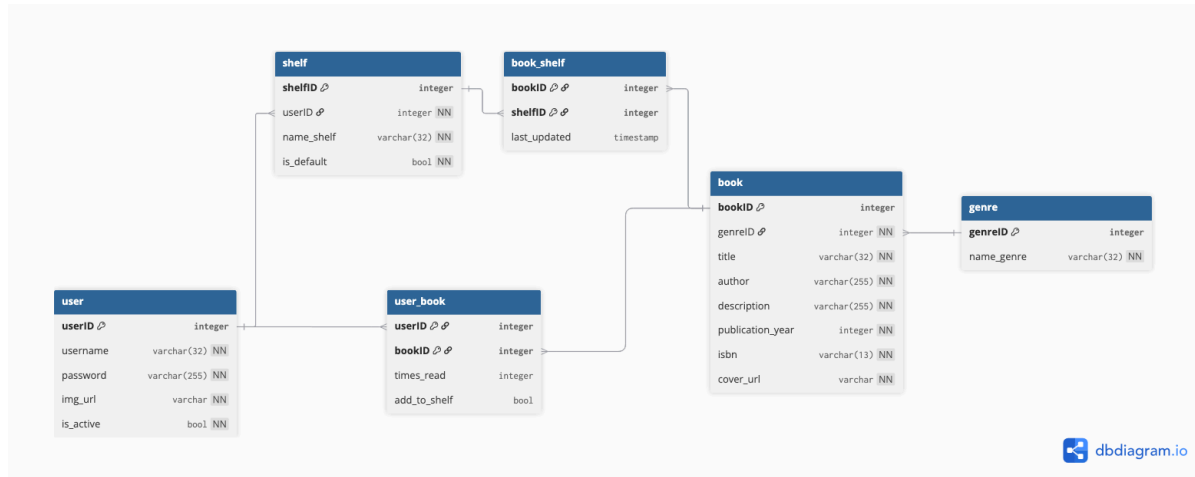 shelf
shelfID integer
userID integer NN
name_shelf varchar(32) NN
is_default bool NN
book_shelf
bookID integer
shelfID integer
last_updated timestamp
book
bookID integer
genreID integer NN
title varchar(32) NN
author varchar(255) NN
description varchar(255) NN
publication_year integer NN
isbn varchar(13) NN
cover_url varchar NN
genre
genreID integer
name_genre varchar(32) NN
user
userID integer
username varchar(32) NN
password varchar(255) NN
img_url varchar NN
is_active bool NN
user_book
userID integer
bookID integer
times_read integer
add_to_shelf bool
dbdiagram.io